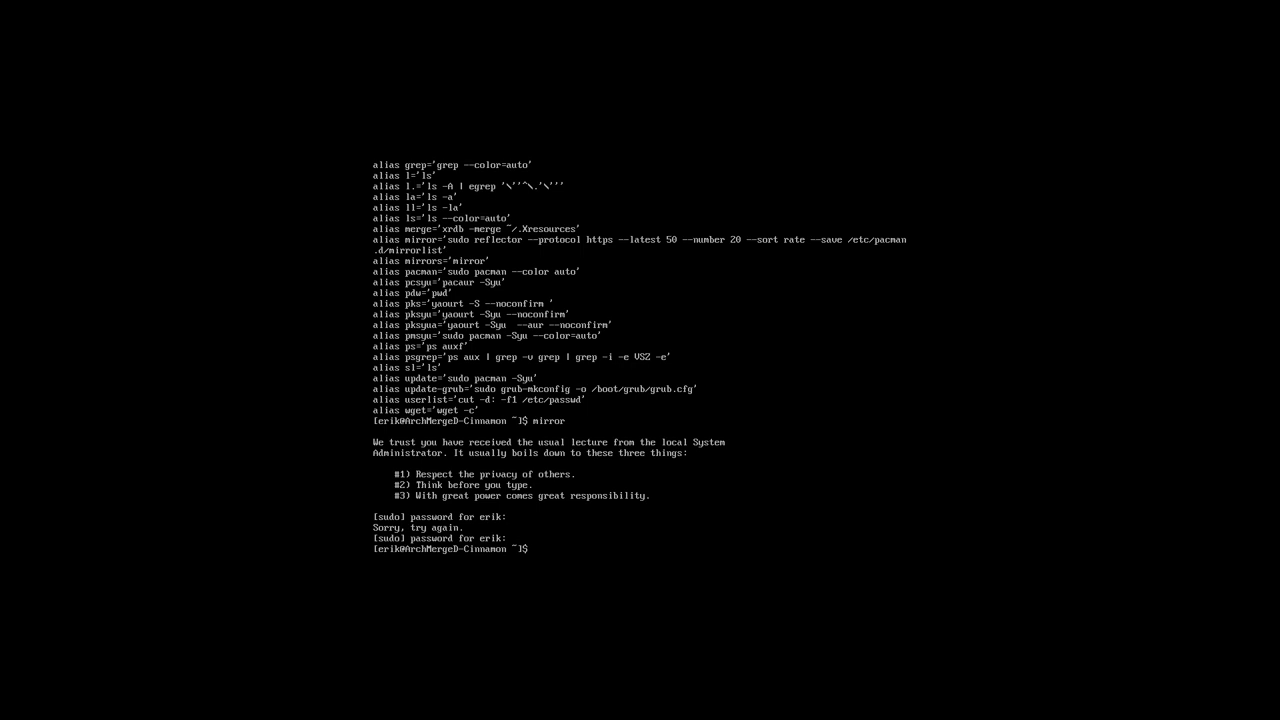 alias grep='grep --color=auto'
alias l='ls'
alias l.='ls -A | egrep '\''^\.'\'''
alias la='ls -a'
alias ll='ls -la'
alias ls='ls --color=auto'
alias merge='xrdb -merge ~/.Xresources'
alias mirror='sudo reflector --protocol https --latest 50 --number 20 --sort rate --save /etc/pacman
.d/mirrorlist'
alias mirrors='mirror'
alias pacman='sudo pacman --color auto'
alias pcsyu='pacaur -Syu'
alias pdw='pwd'
alias pks='yaourt -S --noconfirm '
alias pksyu='yaourt -Syu --noconfirm'
alias pksyua='yaourt -Syu  --aur --noconfirm'
alias pmsyu='sudo pacman -Syu --color=auto'
alias ps='ps auxf'
alias psgrep='ps aux | grep -v grep | grep -i -e VSZ -e'
alias sl='ls'
alias update='sudo pacman -Syu'
alias update-grub='sudo grub-mkconfig -o /boot/grub/grub.cfg'
alias userlist='cut -d: -f1 /etc/passwd'
alias wget='wget -c'
[erik@ArchMergeD-Cinnamon ~]$ mirror
We trust you have received the usual lecture from the local System
Administrator. It usually boils down to these three things:
#1) Respect the privacy of others.
#2) Think before you type.
#3) With great power comes great responsibility.
[sudo] password for erik:
Sorry, try again.
[sudo] password for erik:
[erik@ArchMergeD-Cinnamon ~]$